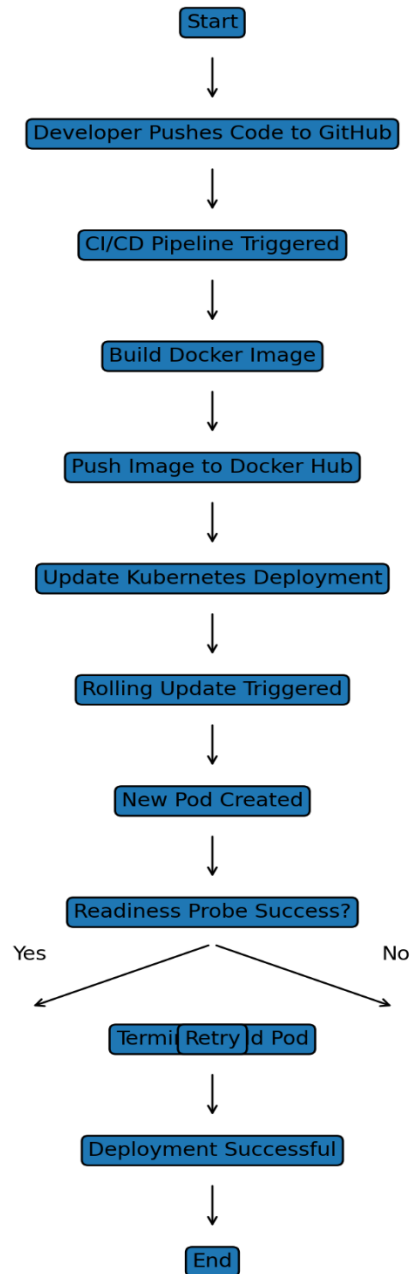 Start
Developer Pushes Code to GitHub
CI/CD Pipeline Triggered
Build Docker Image
Push Image to Docker Hub
Update Kubernetes Deployment
Rolling Update Triggered
New Pod Created
Readiness Probe Success?
Yes
No
Retry
Pod
Deployment Successful
End